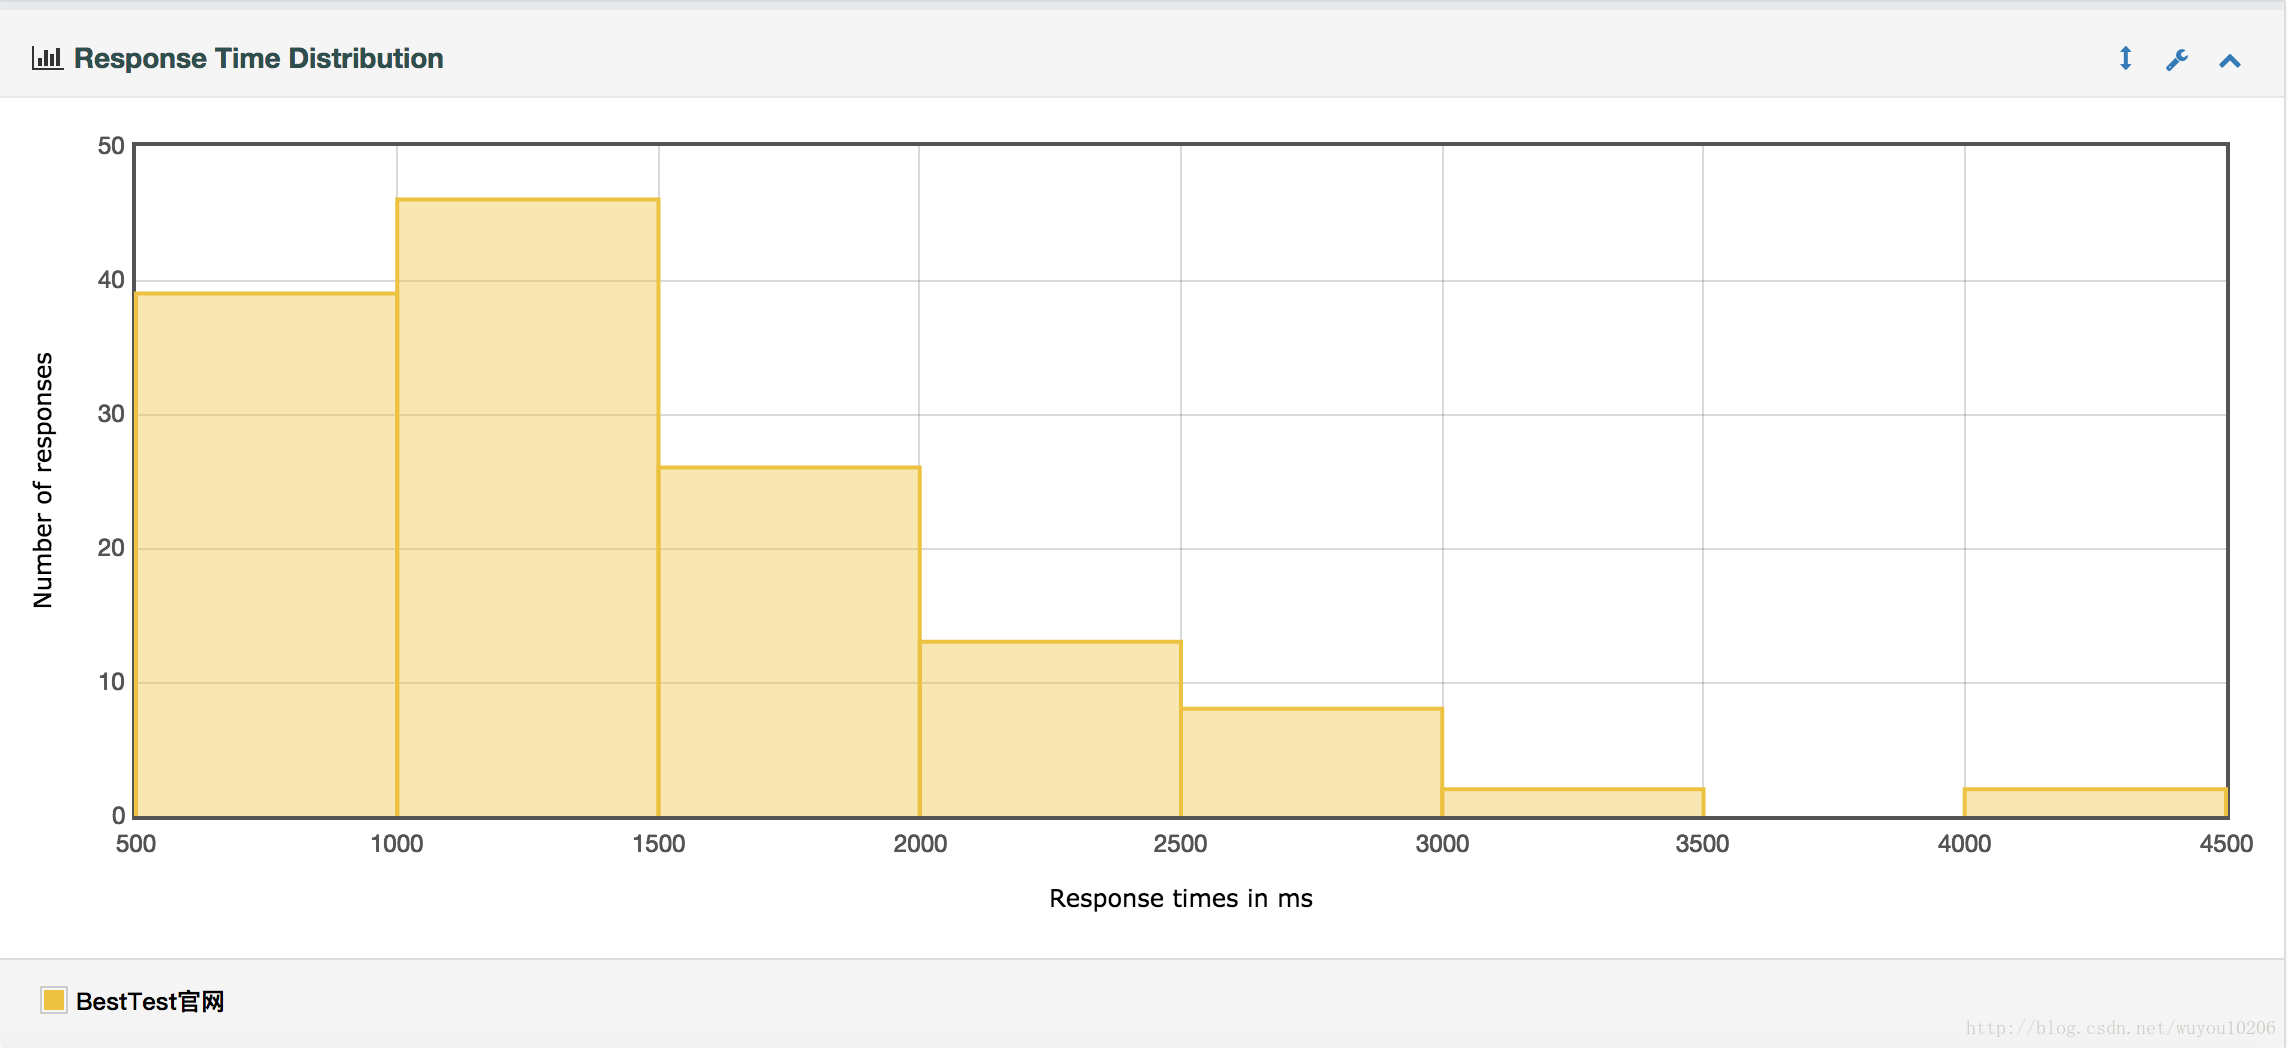 Response Time Distribution
50
40
30
20
10
0
Number of responses
500 1000 1500 2000 2500 3000 3500 4000 4500
Response times in ms
BestTest官网
http://blog.csdn.net/wuyou10206